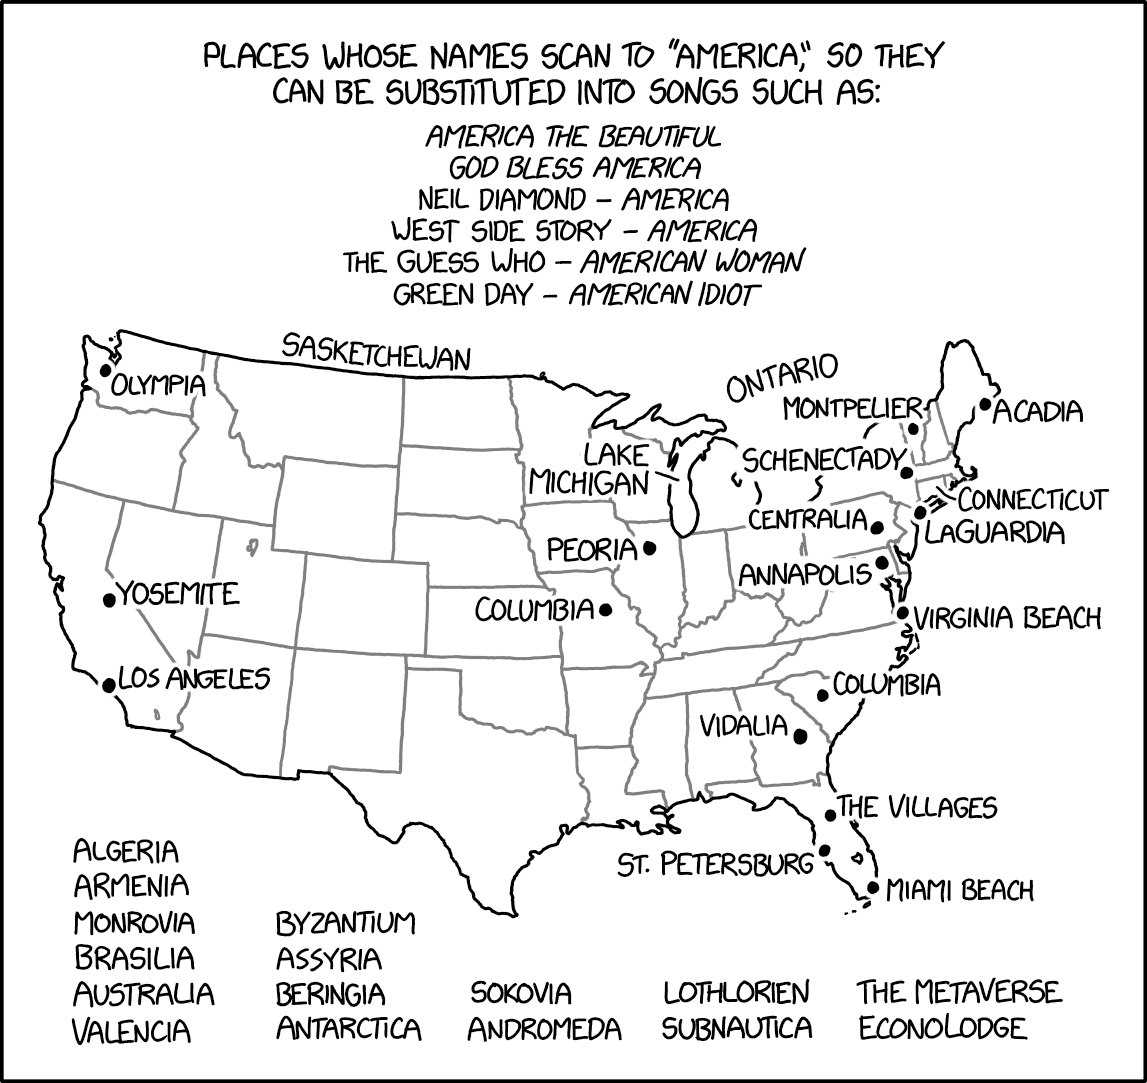 PLACES WHOSE NAMES SCAN TO "AMERICA," SO THEY
CAN BE SUBSTITUTED INTO SONGS SUCH AS:
AMERICA THE BEAUTIFUL
GOD BLESS AMERICA
NEIL DIAMOND – AMERICA
WEST SIDE STORY – AMERICA
THE GUESS WHO – AMERICAN WOMAN
GREEN DAY – AMERICAN IDIOT
SASKETCHEWAN
OLYMPIA
ONTARIO
MONTPELIER
ACADIA
LAKE
MICHIGAN
SCHENECTADY
CONNECTICUT
CENTRALIA
LAGUARDIA
PEORIA
ANNAPOLIS
YOSEMITE
COLUMBIA
VIRGINIA BEACH
LOS ANGELES
COLUMBIA
VIDALIA
THE VILLAGES
ST. PETERSBURG
MIAMI BEACH
ALGERIA
ARMENIA
MONROVIA
BRASILIA
AUSTRALIA
VALENCIA
BYZANTIUM
ASSYRIA
BERINGIA
ANTARCTICA
SOKOVIA
ANDROMEDA
LOTHLORIEN
SUBNAUTICA
THE METAVERSE
ECONOLODGE